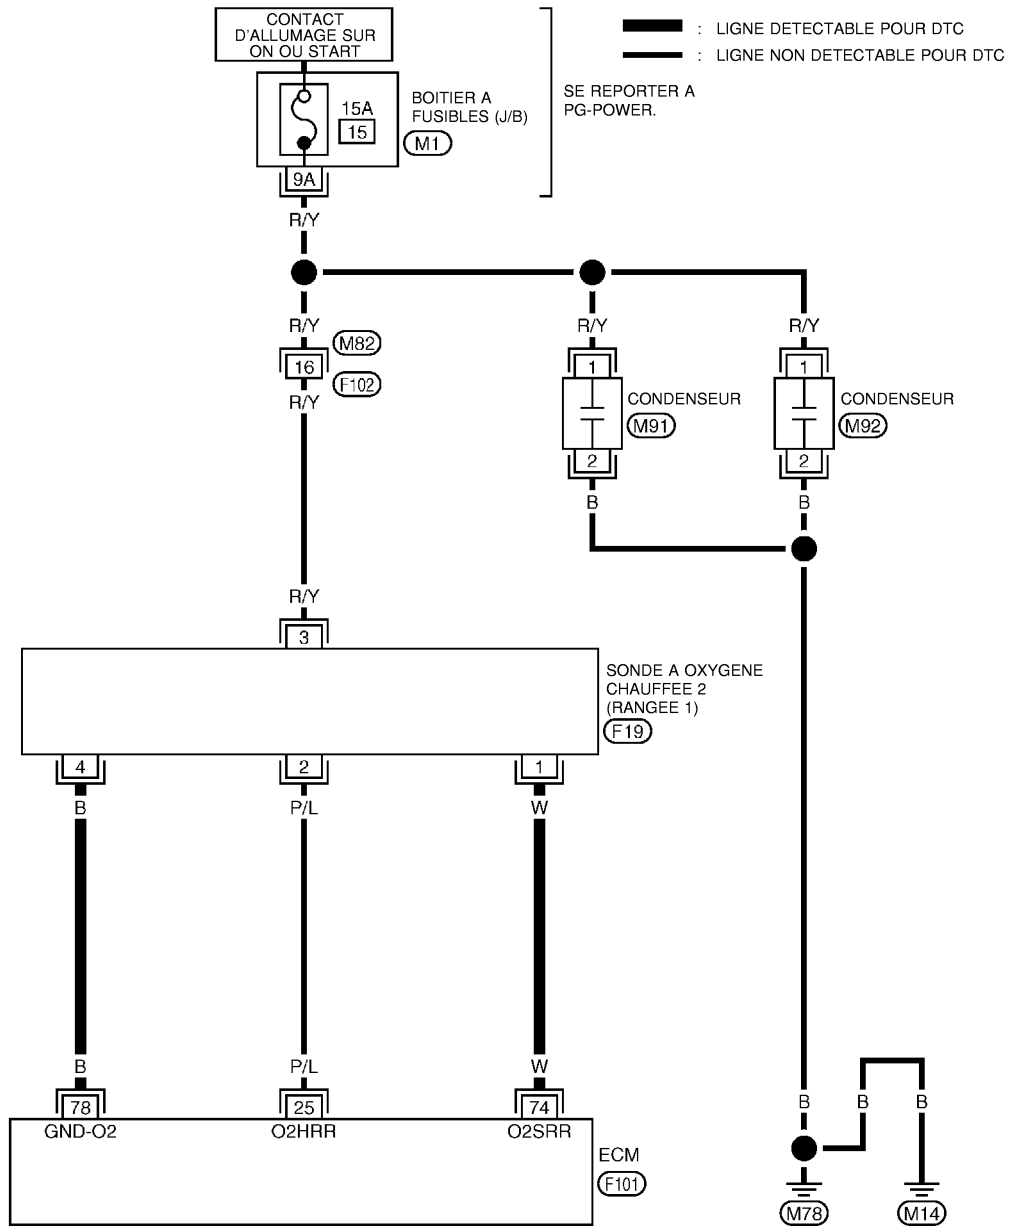 CONTACT
D'ALLUMAGE SUR
ON OU START
: LIGNE DETECTABLE POUR DTC
: LIGNE NON DETECTABLE POUR DTC
15A
15
BOITIER A
FUSIBLES (J/B)
M1
SE REPORTER A
PG-POWER.
9A
R/Y
R/Y
R/Y
R/Y
M82
16
F102
R/Y
1
1
CONDENSEUR
M91
CONDENSEUR
M92
2
2
B
B
R/Y
3
SONDE A OXYGENE
CHAUFFEE 2
(RANGEE 1)
F19
4
2
1
B
P/L
W
B
P/L
W
B
B
B
78
25
74
GND-O2
O2HRR
O2SRR
ECM
F101
M78
M14